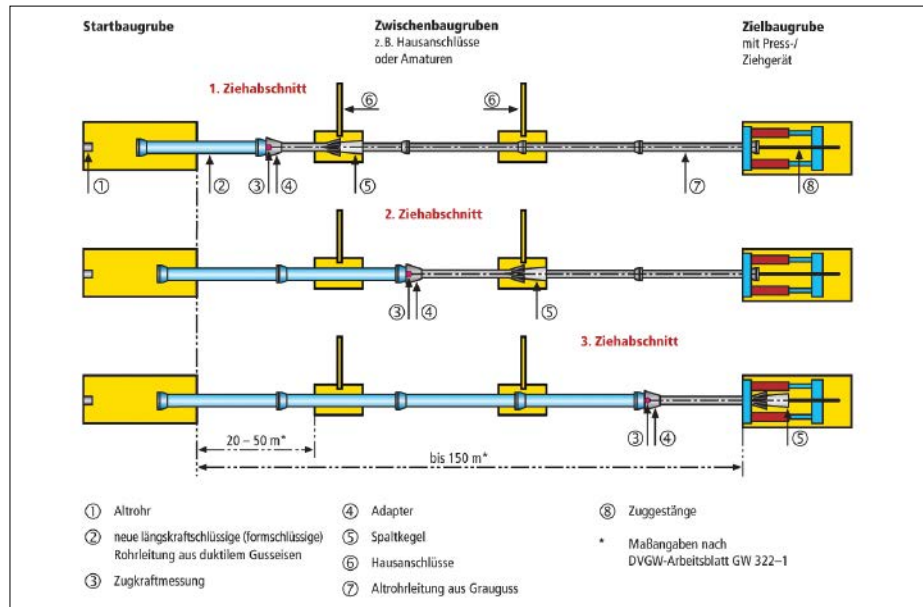 Startbaugrube
Zwischenbaugruben
z.B. Hausanschlüsse
oder Amaturen
Zielbaugrube
mit Press-/
Ziehgerät
1. Ziehabschnitt
⑥
⑥
①
②
③
④
⑤
⑦
⑧
2. Ziehabschnitt
③
④
⑤
3. Ziehabschnitt
③
④
⑤
20 – 50 m*
bis 150 m*
① Altrohr
② neue längskraftschlüssige (formschlüssige)
Rohrleitung aus duktilem Gusseisen
③ Zugkraftmessung
④ Adapter
⑤ Spaltkegel
⑥ Hausanschlüsse
⑦ Altrohrleitung aus Grauguss
⑧ Zuggestänge
* Maßangaben nach
DVGW-Arbeitsblatt GW 322–1